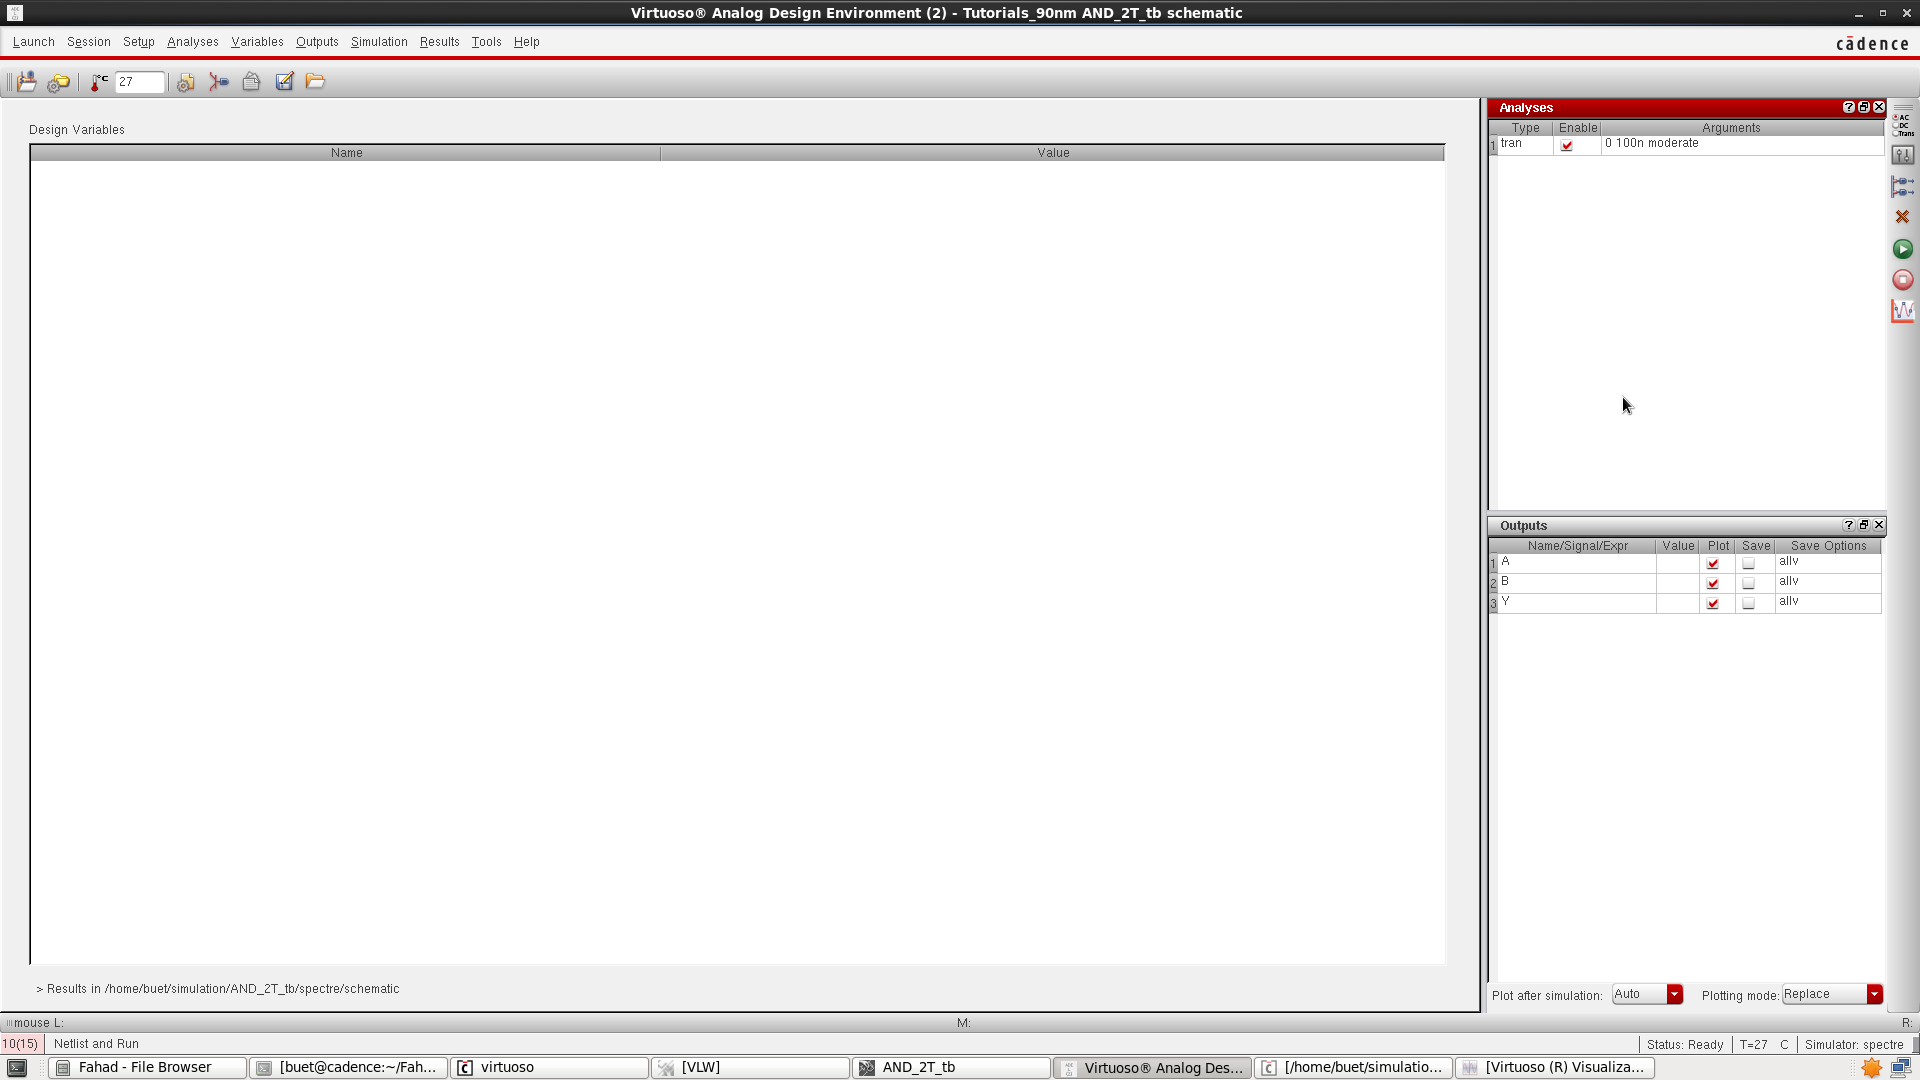 Virtuoso® Analog Design Environment (2) - Tutorials_90nm AND_2T_tb schematic
Launch Session Setup Analyses Variables Outputs Simulation Results Tools Help
cādence
°C 27
Design Variables
Name Value
Analyses
Type Enable Arguments
1 tran 0 100n moderate
AC
DC
Trans
Outputs
Name/Signal/Expr Value Plot Save Save Options
1 A allv
2 B allv
3 Y allv
> Results in /home/buet/simulation/AND_2T_tb/spectre/schematic
Plot after simulation: Auto Plotting mode: Replace
mouse L: M: R:
10(15) Netlist and Run Status: Ready T=27 C Simulator: spectre
Fahad - File Browser [buet@cadence:~/Fah... virtuoso [VLW] AND_2T_tb Virtuoso® Analog Des... [/home/buet/simulatio... [Virtuoso (R) Visualiza...